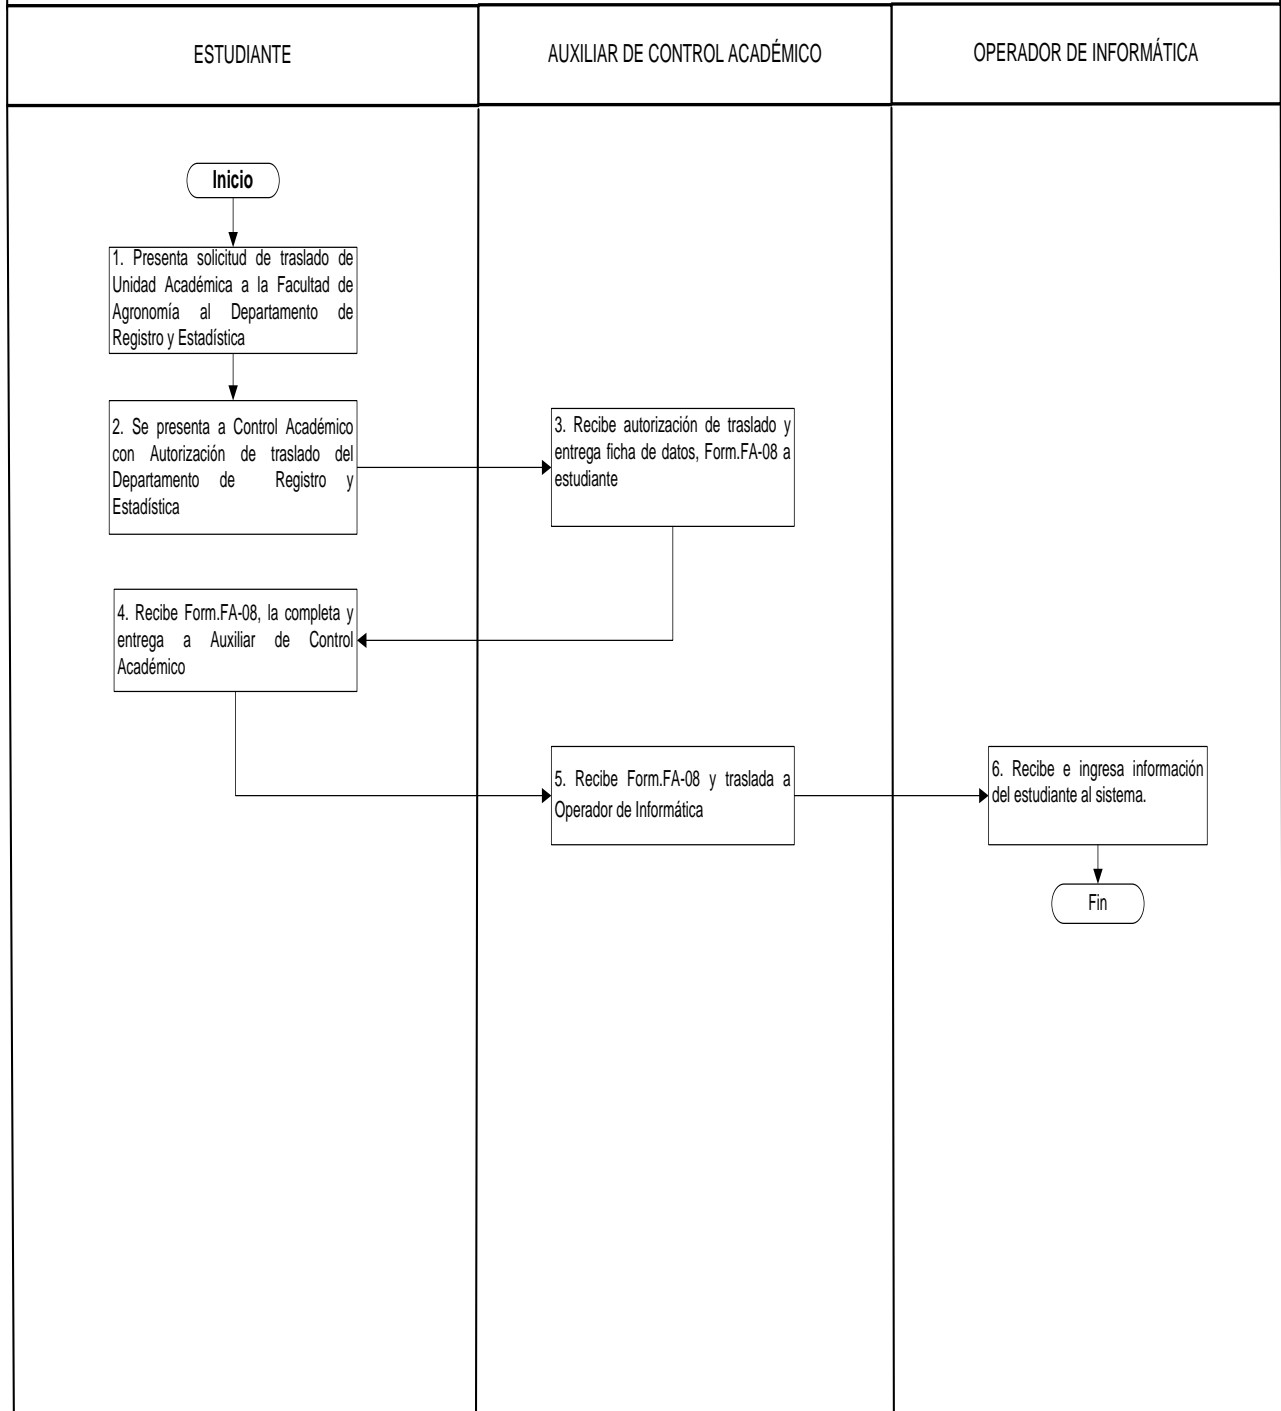 ESTUDIANTE
AUXILIAR DE CONTROL ACADÉMICO
OPERADOR DE INFORMÁTICA
Inicio
1. Presenta solicitud de traslado de
Unidad Académica a la Facultad de
Agronomía al Departamento de
Registro y Estadística
2. Se presenta a Control Académico
con Autorización de traslado del
Departamento de Registro y
Estadística
3. Recibe autorización de traslado y
entrega ficha de datos, Form.FA-08 a
estudiante
4. Recibe Form.FA-08, la completa y
entrega a Auxiliar de Control
Académico
5. Recibe Form.FA-08 y traslada a
Operador de Informática
6. Recibe e ingresa información
del estudiante al sistema.
Fin